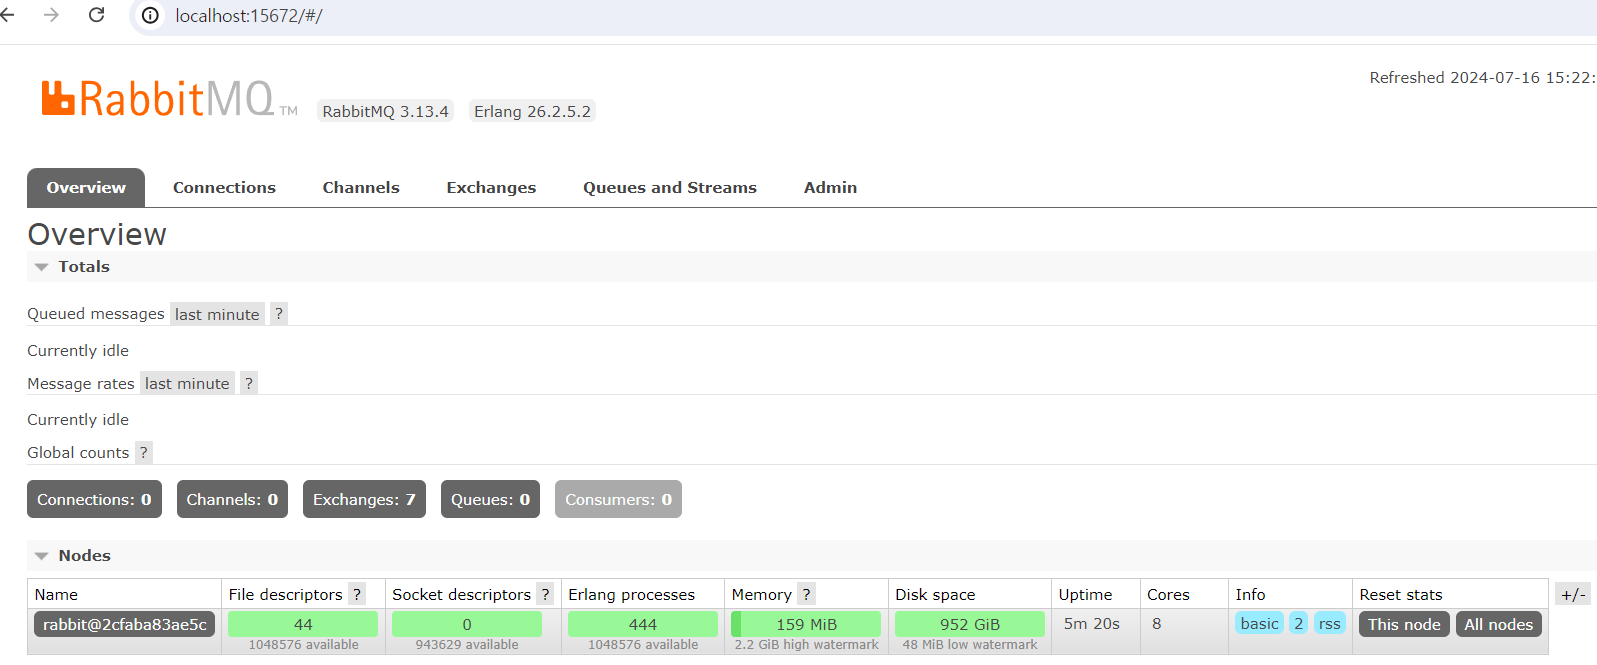 localhost:15672/#/
Refreshed 2024-07-16 15:22:
RabbitMQ TM RabbitMQ 3.13.4 Erlang 26.2.5.2
Overview Connections Channels Exchanges Queues and Streams Admin
Overview
Totals
Queued messages last minute ?
Currently idle
Message rates last minute ?
Currently idle
Global counts ?
Connections: 0 Channels: 0 Exchanges: 7 Queues: 0 Consumers: 0
Nodes
Name File descriptors ? Socket descriptors ? Erlang processes Memory ? Disk space Uptime Cores Info Reset stats +/-
rabbit@2cfaba83ae5c 44 0 444 159 MiB 952 GiB 5m 20s 8 basic 2 rss This node All nodes
1048576 available 943629 available 1048576 available 2.2 GiB high watermark 48 MiB low watermark